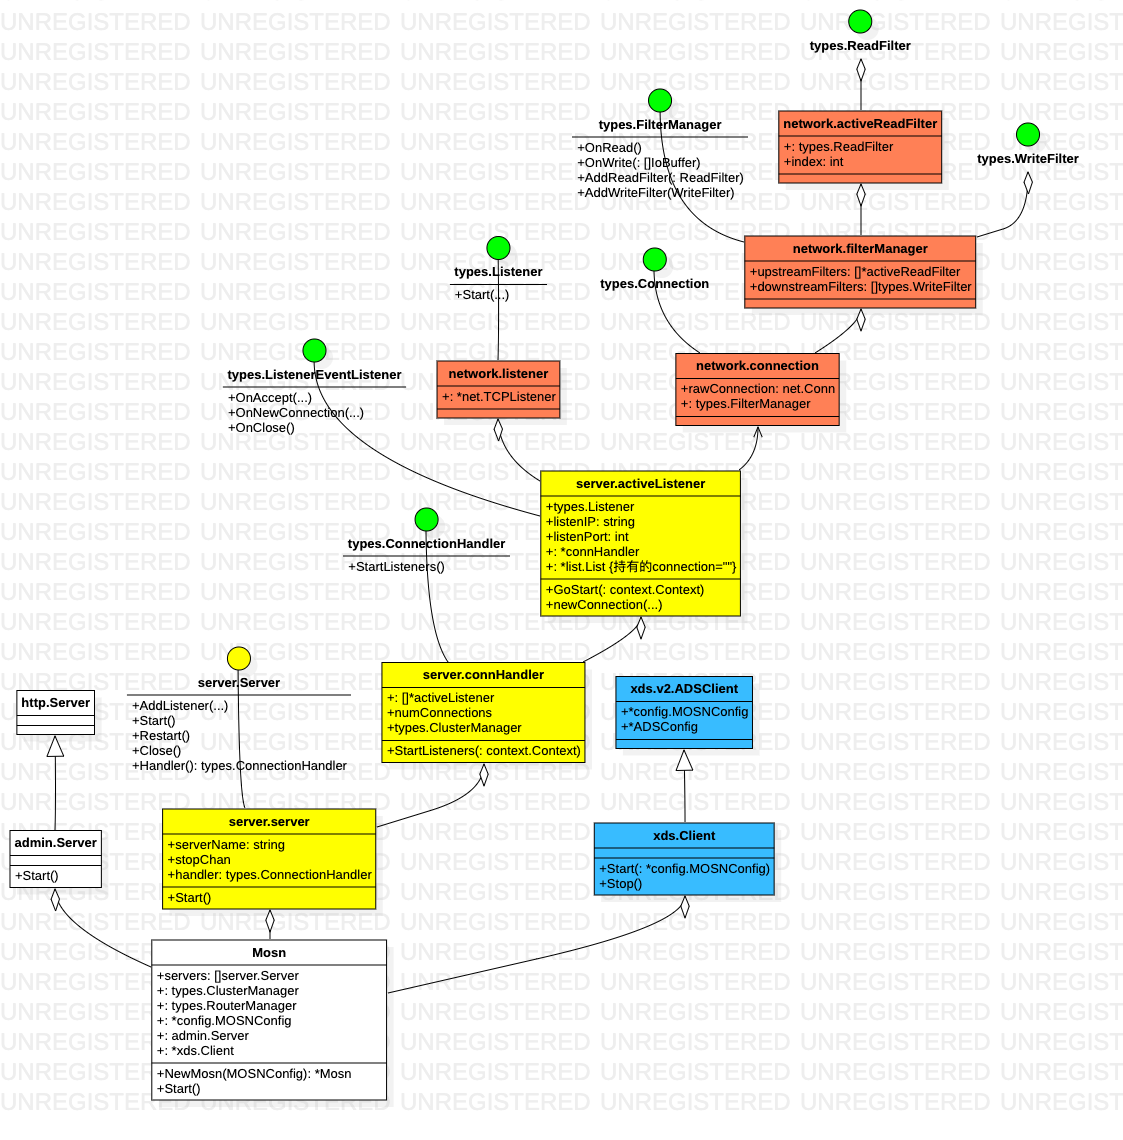 types.ReadFilter
network.activeReadFilter
+: types.ReadFilter
+index: int
types.FilterManager
+OnRead()
+OnWrite(: []IoBuffer)
+AddReadFilter(: ReadFilter)
+AddWriteFilter(WriteFilter)
types.WriteFilter
network.filterManager
+upstreamFilters: []*activeReadFilter
+downstreamFilters: []types.WriteFilter
types.Listener
+Start(...)
types.Connection
types.ListenerEventListener
+OnAccept(...)
+OnNewConnection(...)
+OnClose()
network.listener
+: *net.TCPListener
network.connection
+rawConnection: net.Conn
+: types.FilterManager
server.activeListener
+types.Listener
+listenIP: string
+listenPort: int
+: *connHandler
+: *list.List {持有的connection=""}
+GoStart(: context.Context)
+newConnection(...)
types.ConnectionHandler
+StartListeners()
server.connHandler
+: []*activeListener
+numConnections
+types.ClusterManager
+StartListeners(: context.Context)
xds.v2.ADSClient
+*config.MOSNConfig
+*ADSConfig
server.Server
+AddListener(...)
+Start()
+Restart()
+Close()
+Handler(): types.ConnectionHandler
http.Server
admin.Server
+Start()
server.server
+serverName: string
+stopChan
+handler: types.ConnectionHandler
+Start()
xds.Client
+Start(: *config.MOSNConfig)
+Stop()
Mosn
+servers: []server.Server
+: types.ClusterManager
+: types.RouterManager
+: *config.MOSNConfig
+: admin.Server
+: *xds.Client
+NewMosn(MOSNConfig): *Mosn
+Start()
UNREGISTERED UNREGISTERED UNREGISTERED UNREGISTERED UNREGISTERED UNREGIST